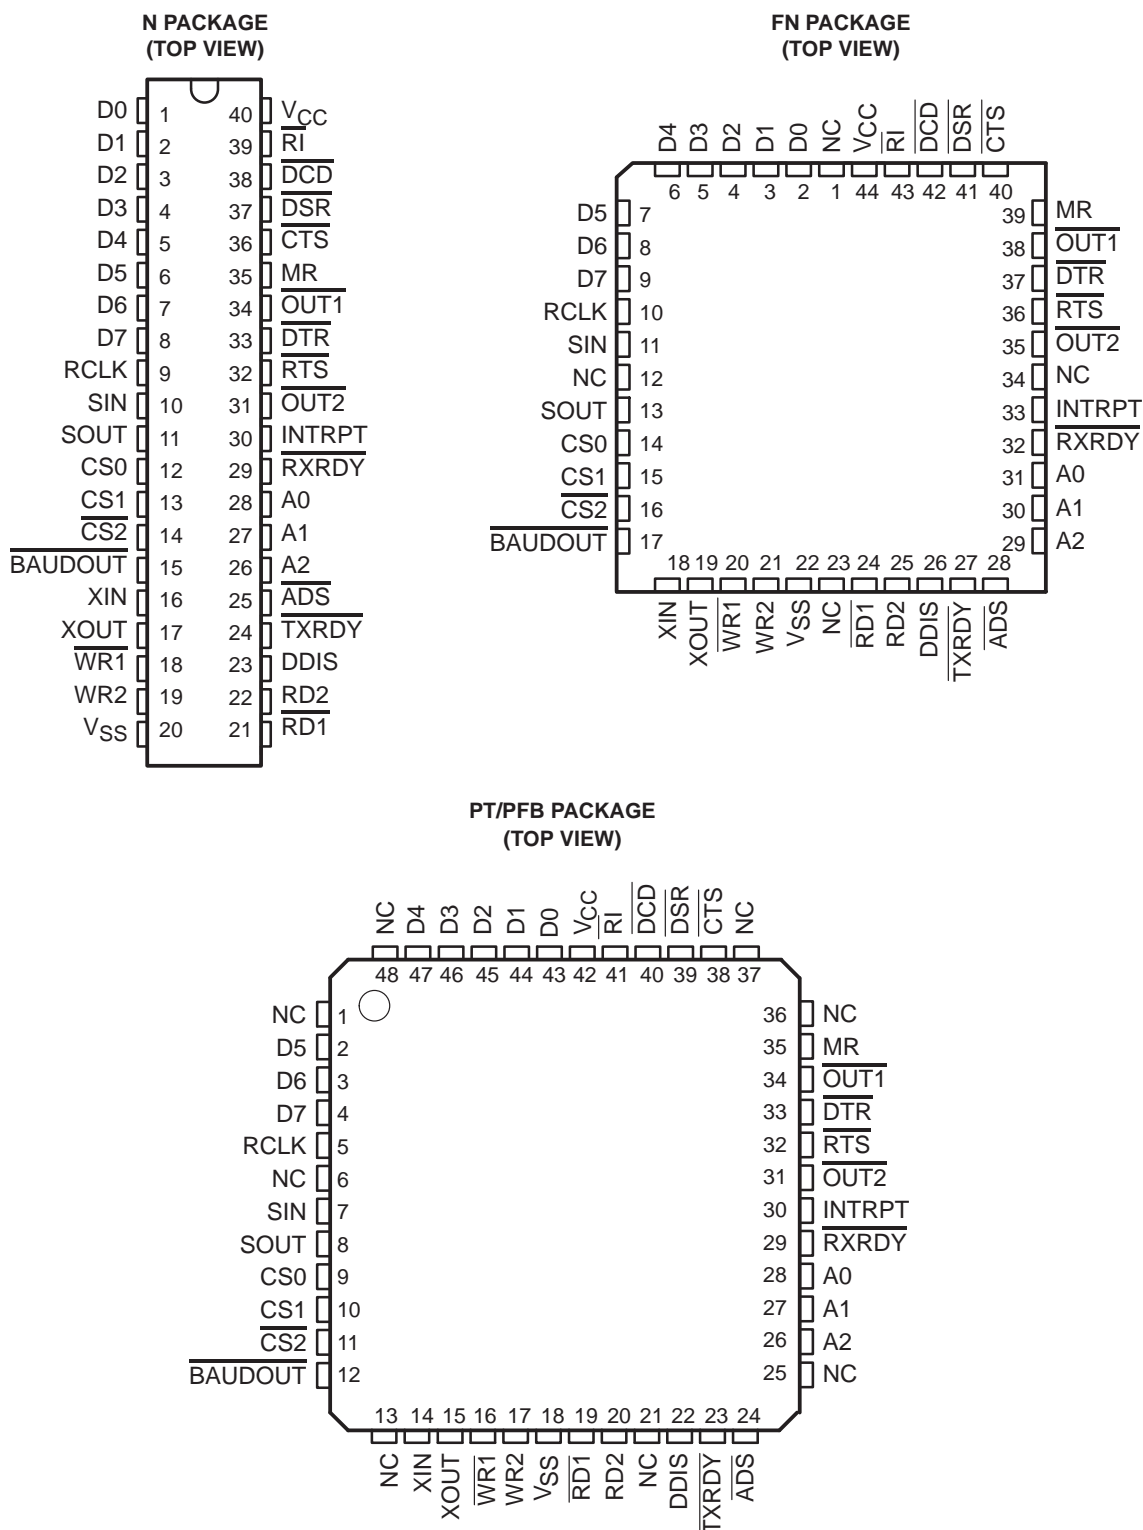 N PACKAGE
(TOP VIEW)
D0 1 40 VCC
D1 2 39 RI
D2 3 38 DCD
D3 4 37 DSR
D4 5 36 CTS
D5 6 35 MR
D6 7 34 OUT1
D7 8 33 DTR
RCLK 9 32 RTS
SIN 10 31 OUT2
SOUT 11 30 INTRPT
CS0 12 29 RXRDY
CS1 13 28 A0
CS2 14 27 A1
BAUDOUT 15 26 A2
XIN 16 25 ADS
XOUT 17 24 TXRDY
WR1 18 23 DDIS
WR2 19 22 RD2
VSS 20 21 RD1
FN PACKAGE
(TOP VIEW)
D4 D3 D2 D1 D0 NC VCC RI DCD DSR CTS
6 5 4 3 2 1 44 43 42 41 40
D5 7 39 MR
D6 8 38 OUT1
D7 9 37 DTR
RCLK 10 36 RTS
SIN 11 35 OUT2
NC 12 34 NC
SOUT 13 33 INTRPT
CS0 14 32 RXRDY
CS1 15 31 A0
CS2 16 30 A1
BAUDOUT 17 29 A2
18 19 20 21 22 23 24 25 26 27 28
XIN XOUT WR1 WR2 VSS NC RD1 RD2 DDIS TXRDY ADS
PT/PFB PACKAGE
(TOP VIEW)
NC D4 D3 D2 D1 D0 VCC RI DCD DSR CTS NC
48 47 46 45 44 43 42 41 40 39 38 37
NC 1 36 NC
D5 2 35 MR
D6 3 34 OUT1
D7 4 33 DTR
RCLK 5 32 RTS
NC 6 31 OUT2
SIN 7 30 INTRPT
SOUT 8 29 RXRDY
CS0 9 28 A0
CS1 10 27 A1
CS2 11 26 A2
BAUDOUT 12 25 NC
13 14 15 16 17 18 19 20 21 22 23 24
NC XIN XOUT WR1 WR2 VSS RD1 RD2 NC DDIS TXRDY ADS